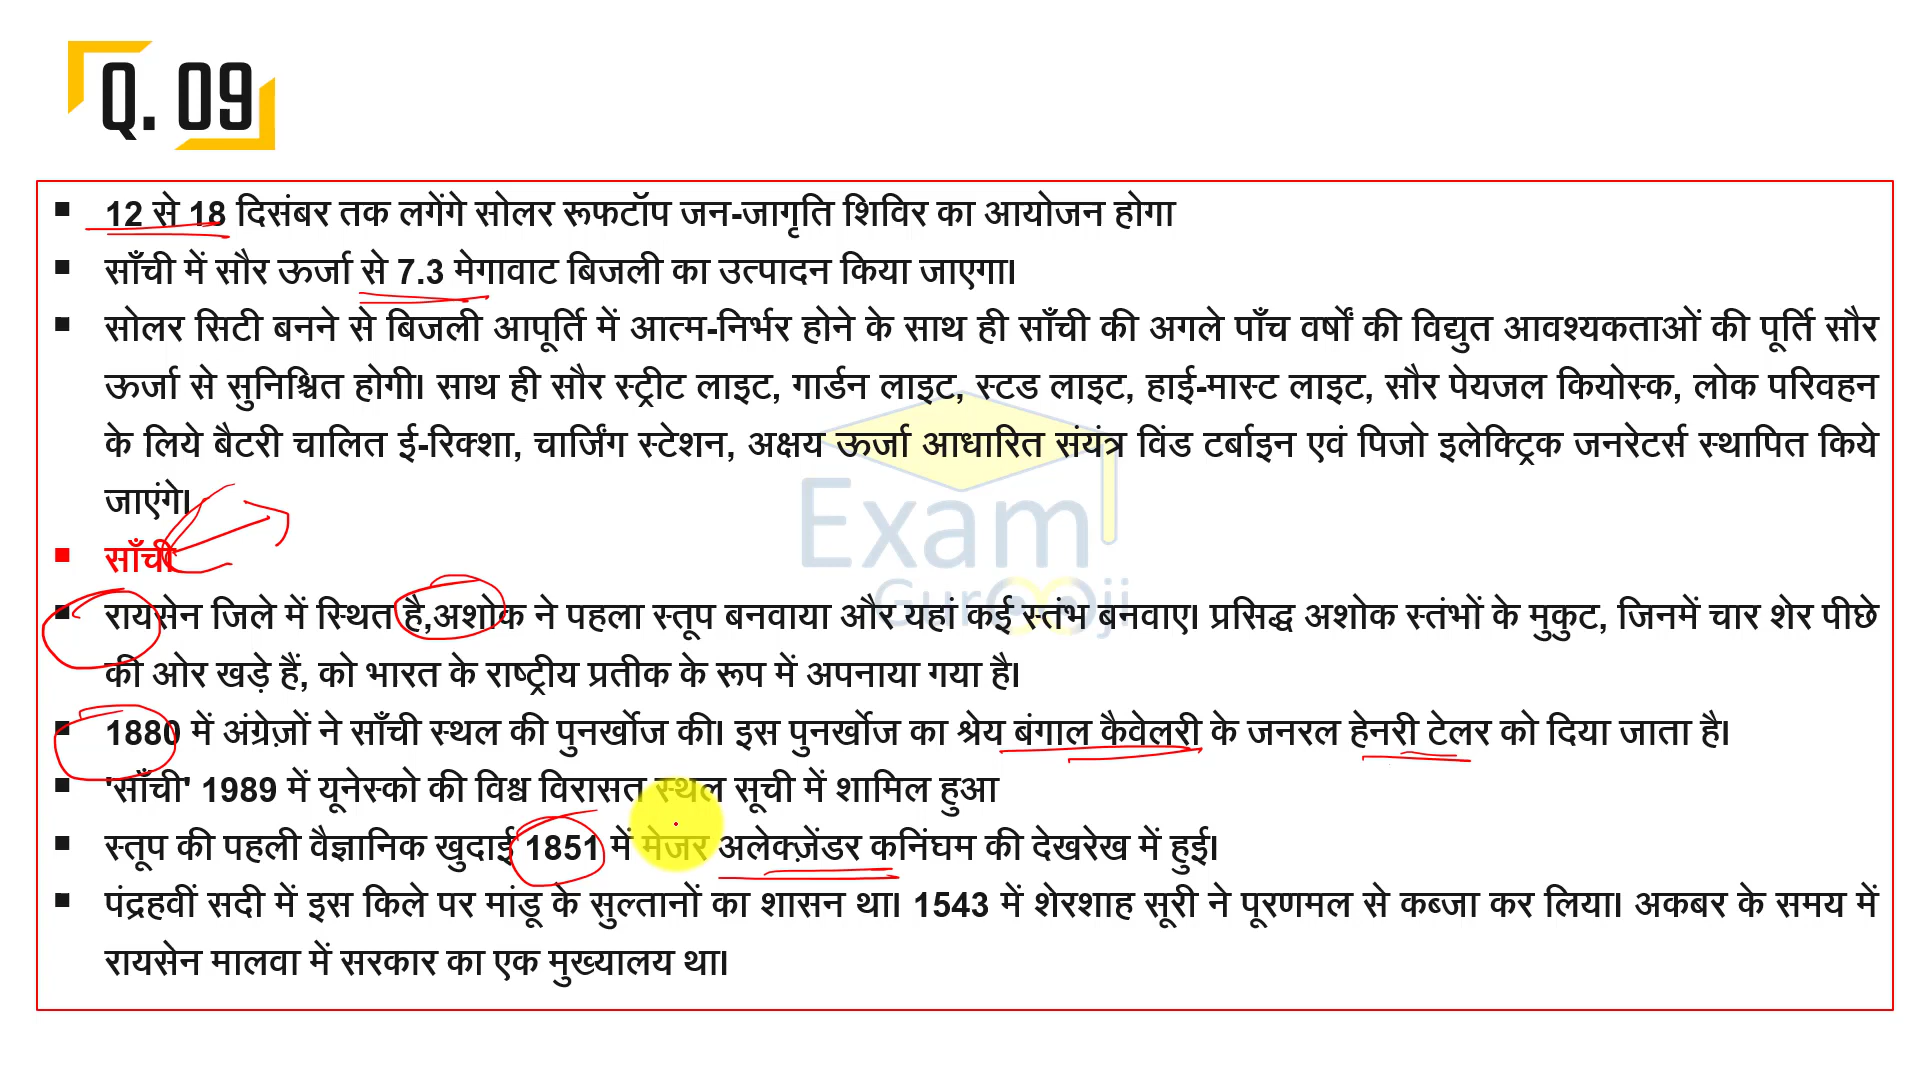 Q. 09
12 से 18 दिसंबर तक लगेंगे सोलर रूफटॉप जन-जागृति शिविर का आयोजन होगा
साँची में सौर ऊर्जा से 7.3 मेगावाट बिजली का उत्पादन किया जाएगा।
सोलर सिटी बनने से बिजली आपूर्ति में आत्म-निर्भर होने के साथ ही साँची की अगले पाँच वर्षों की विद्युत आवश्यकताओं की पूर्ति सौर
ऊर्जा से सुनिश्चित होगी। साथ ही सौर स्ट्रीट लाइट, गार्डन लाइट, स्टड लाइट, हाई-मास्ट लाइट, सौर पेयजल कियोस्क, लोक परिवहन
के लिये बैटरी चालित ई-रिक्शा, चार्जिंग स्टेशन, अक्षय ऊर्जा आधारित संयंत्र विंड टर्बाइन एवं पिजो इलेक्ट्रिक जनरेटर्स स्थापित किये
जाएंगे।
साँची
रायसेन जिले में स्थित है,अशोक ने पहला स्तूप बनवाया और यहां कई स्तंभ बनवाए। प्रसिद्ध अशोक स्तंभों के मुकुट, जिनमें चार शेर पीछे
की ओर खड़े हैं, को भारत के राष्ट्रीय प्रतीक के रूप में अपनाया गया है।
1880 में अंग्रेज़ों ने साँची स्थल की पुनर्खोज की। इस पुनर्खोज का श्रेय बंगाल कैवेलरी के जनरल हेनरी टेलर को दिया जाता है।
'साँची' 1989 में यूनेस्को की विश्व विरासत स्थल सूची में शामिल हुआ
स्तूप की पहली वैज्ञानिक खुदाई 1851 में मेजर अलेक्ज़ेंडर कनिंघम की देखरेख में हुई।
पंद्रहवीं सदी में इस किले पर मांडू के सुल्तानों का शासन था। 1543 में शेरशाह सूरी ने पूरणमल से कब्जा कर लिया। अकबर के समय में
रायसेन मालवा में सरकार का एक मुख्यालय था।
Exam
Gurooji